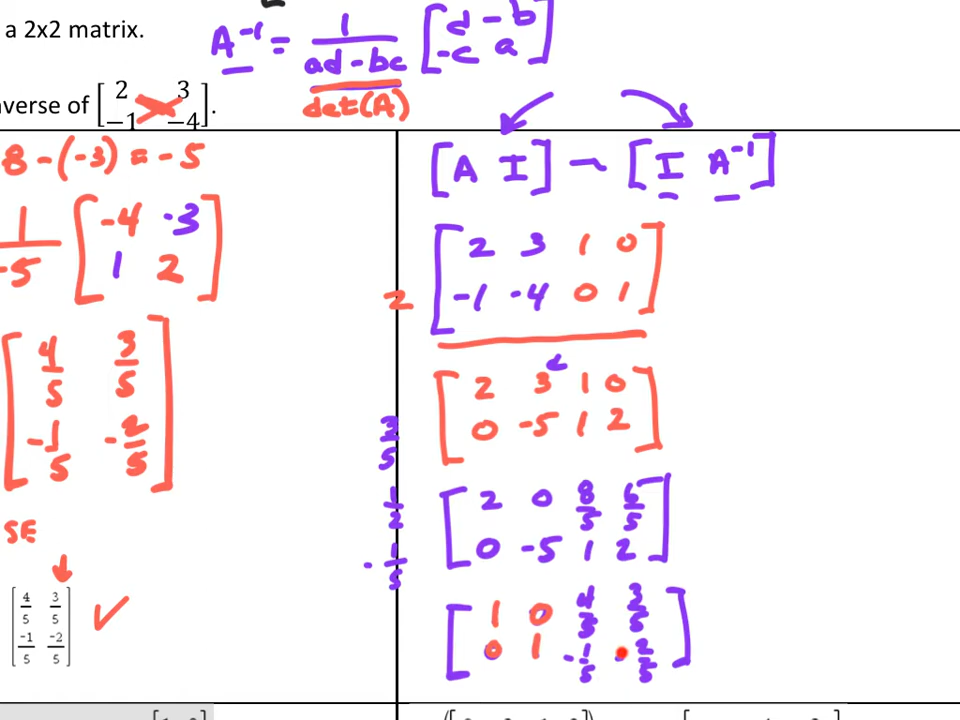 a 2x2 matrix.
A⁻¹ = 1/(ad-bc) [d -b; -c a]
det(A)
verse of [2 3; -1 -4].
8 - (-3) = -5
1/-5 [-4 -3; 1 2]
[4/5 3/5; -1/5 -2/5]
SE
[4/5 3/5; -1/5 -2/5] ✓
[A I] → [I A⁻¹]
[2 3 1 0; -1 -4 0 1]
2
[2 3 1 0; 0 -5 1 2]
3/5
[2 0 8/5 6/5; 0 -5 1 2]
1/2
-1/5
[1 0 4/5 3/5; 0 1 -1/5 -2/5]